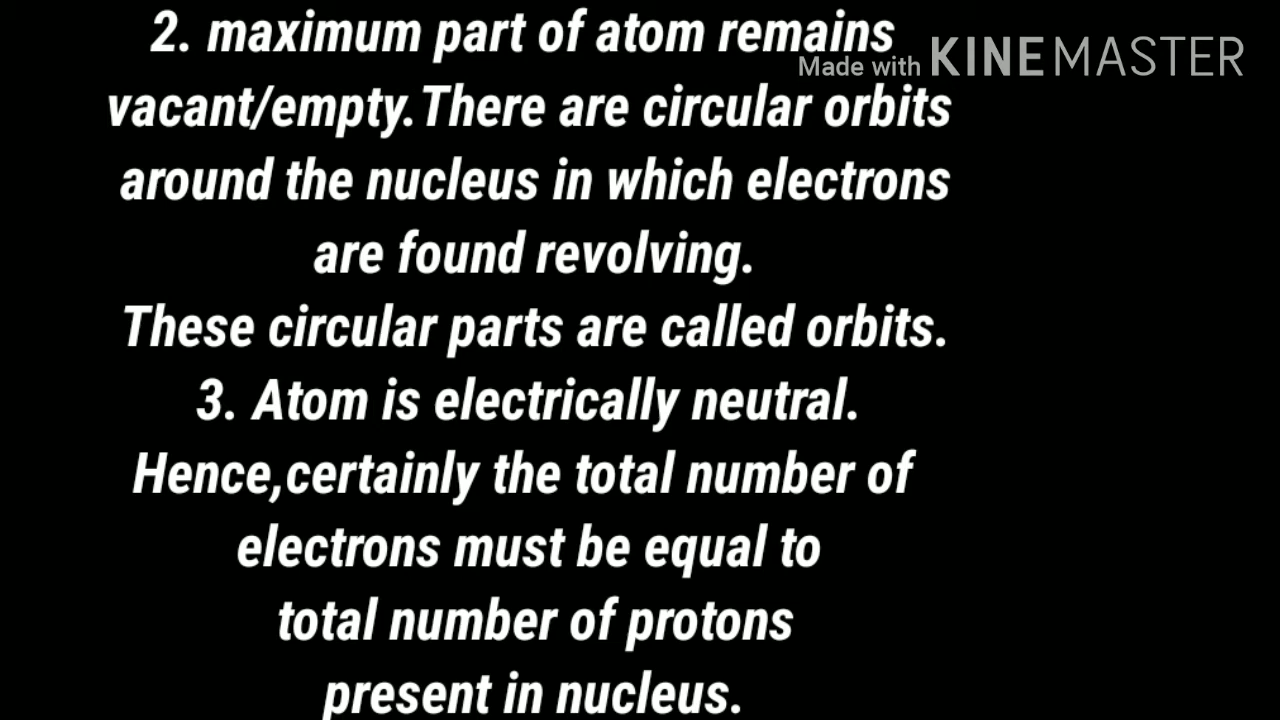 2. maximum part of atom remains
Made with KINEMASTER
vacant/empty.There are circular orbits
around the nucleus in which electrons
are found revolving.
These circular parts are called orbits.
3. Atom is electrically neutral.
Hence,certainly the total number of
electrons must be equal to
total number of protons
present in nucleus.